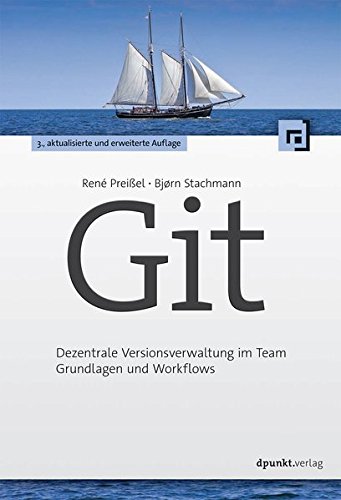 3., aktualisierte und erweiterte Auflage
René Preißel · Bjørn Stachmann
Git
Dezentrale Versionsverwaltung im Team
Grundlagen und Workflows
dpunkt.verlag